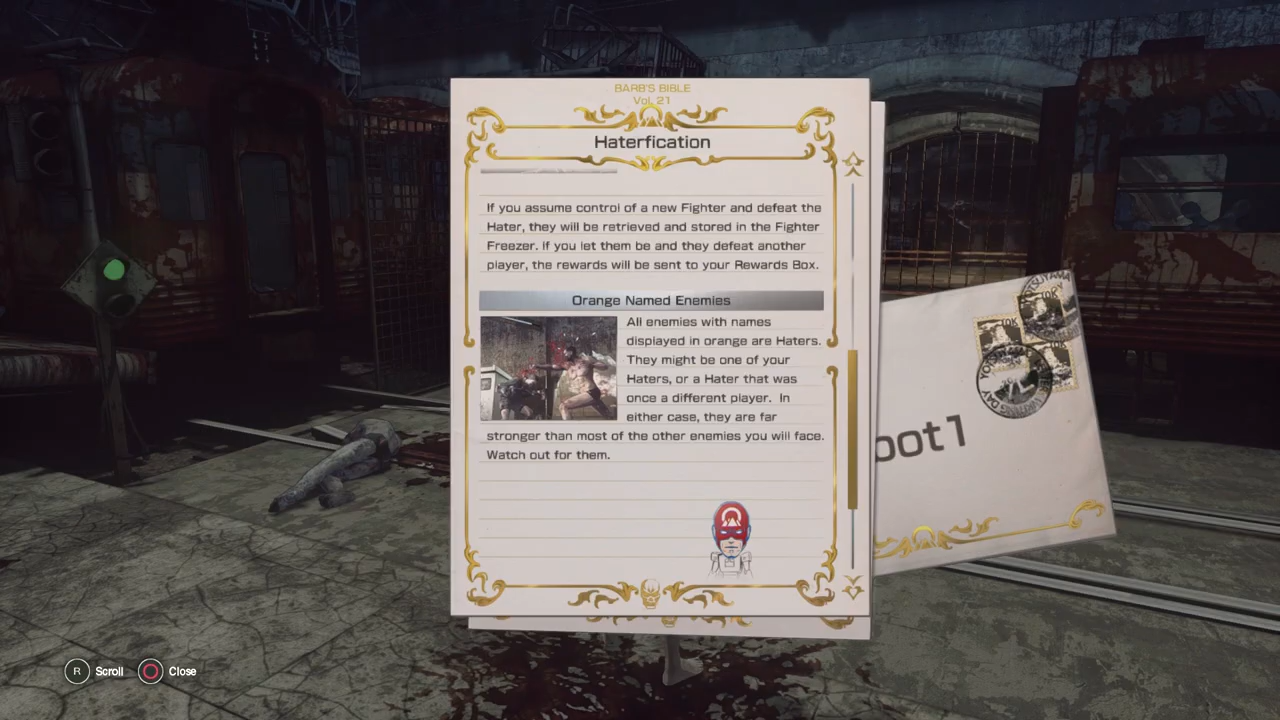 BARB'S BIBLE
Vol. 21
Haterfication
If you assume control of a new Fighter and defeat the
Hater, they will be retrieved and stored in the Fighter
Freezer. If you let them be and they defeat another
player, the rewards will be sent to your Rewards Box.
Orange Named Enemies
All enemies with names
displayed in orange are Haters.
They might be one of your
Haters, or a Hater that was
once a different player. In
either case, they are far
stronger than most of the other enemies you will face.
Watch out for them.
oot1
R Scroll
Close